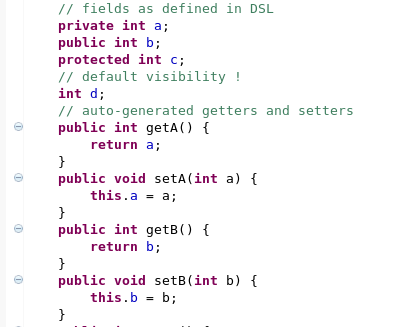 // fields as defined in DSL
private int a;
public int b;
protected int c;
// default visibility !
int d;
// auto-generated getters and setters
public int getA() {
return a;
}
public void setA(int a) {
this.a = a;
}
public int getB() {
return b;
}
public void setB(int b) {
this.b = b;
}